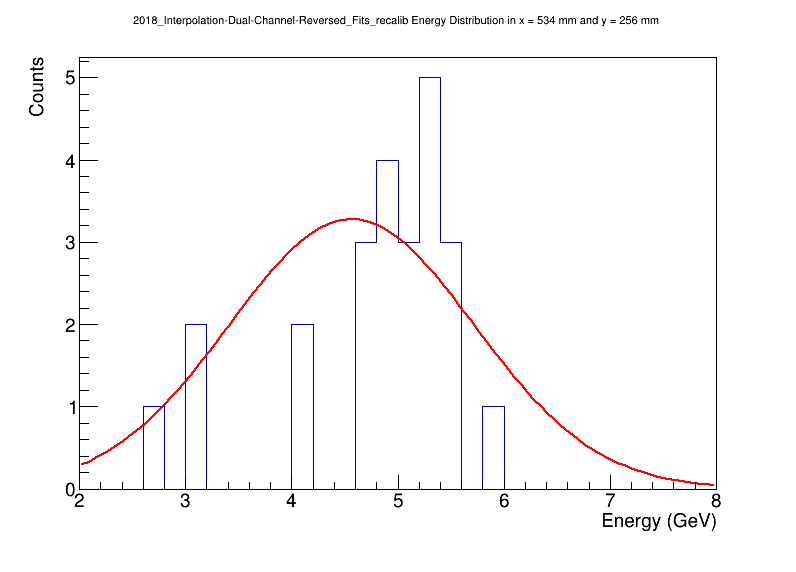 2018_Interpolation-Dual-Channel-Reversed_Fits_recalib Energy Distribution in x = 534 mm and y = 256 mm
Counts
5
4
3
2
1
0
2 3 4 5 6 7 8
Energy (GeV)